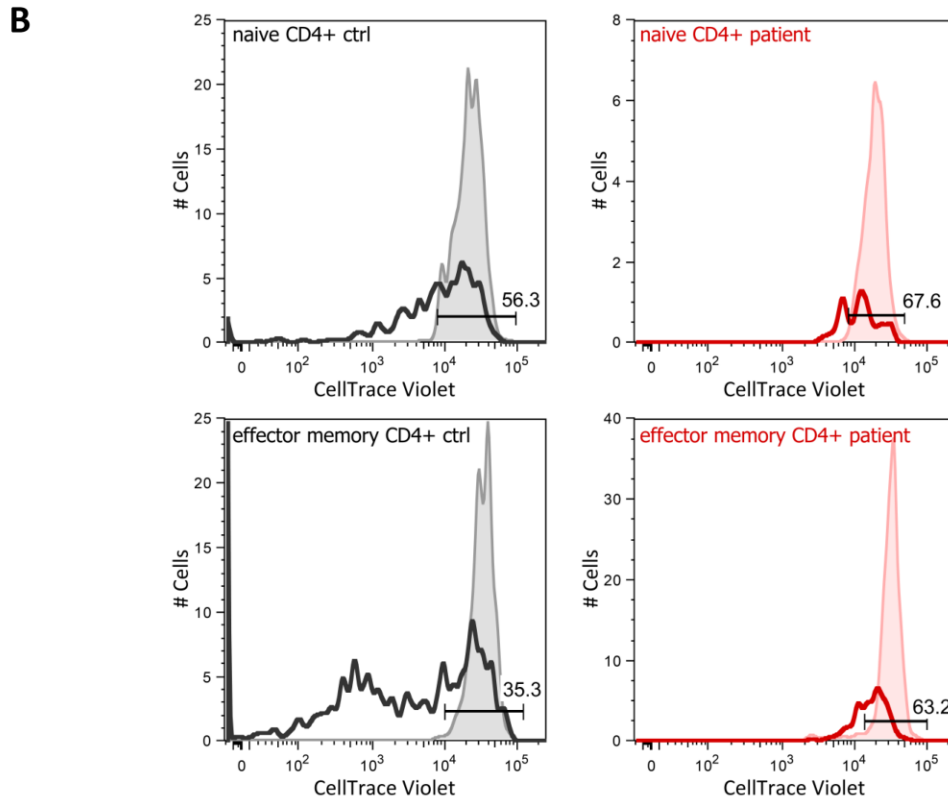 B
naive CD4+ ctrl
25
20
15
10
5
0
# Cells
56.3
0 10² 10³ 10⁴ 10⁵
CellTrace Violet
naive CD4+ patient
8
6
4
2
0
# Cells
67.6
0 10² 10³ 10⁴ 10⁵
CellTrace Violet
effector memory CD4+ ctrl
25
20
15
10
5
0
# Cells
35.3
0 10² 10³ 10⁴ 10⁵
CellTrace Violet
effector memory CD4+ patient
40
30
20
10
0
# Cells
63.2
0 10² 10³ 10⁴ 10⁵
CellTrace Violet